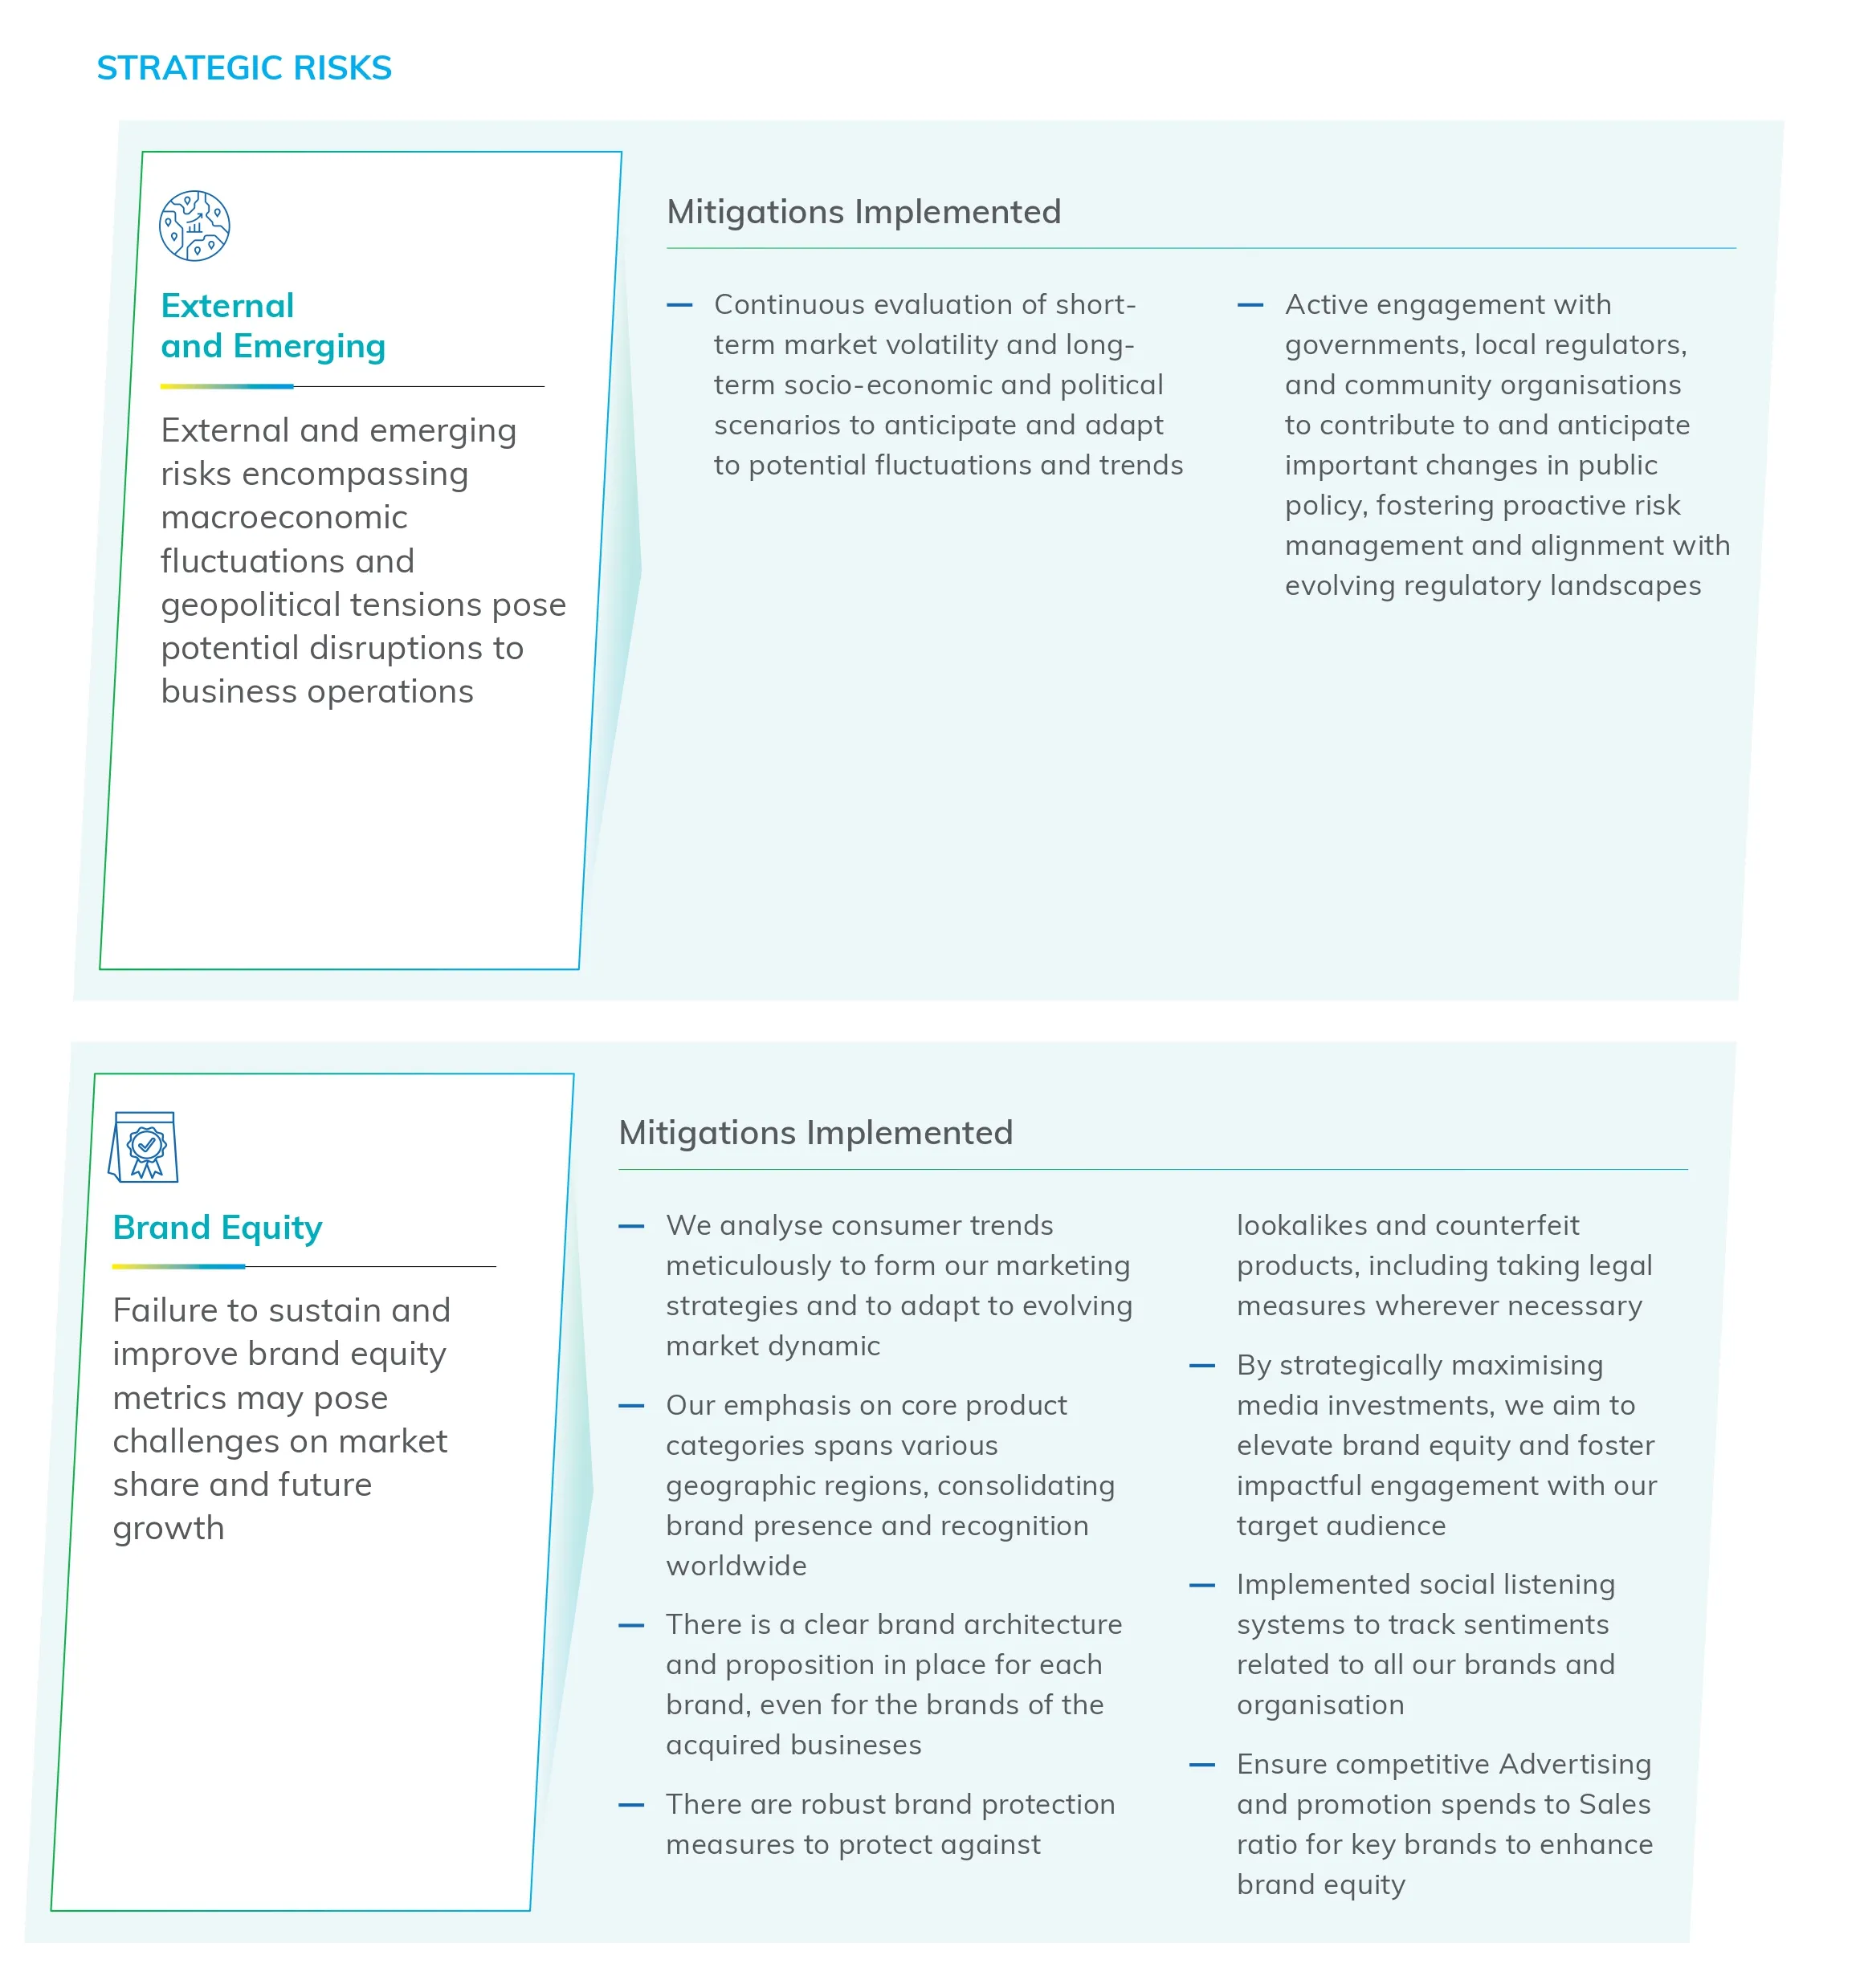 STRATEGIC RISKS
External
and Emerging
External and emerging
risks encompassing
macroeconomic
fluctuations and
geopolitical tensions pose
potential disruptions to
business operations
Mitigations Implemented
— Continuous evaluation of short-
term market volatility and long-
term socio-economic and political
scenarios to anticipate and adapt
to potential fluctuations and trends
— Active engagement with
governments, local regulators,
and community organisations
to contribute to and anticipate
important changes in public
policy, fostering proactive risk
management and alignment with
evolving regulatory landscapes
Brand Equity
Failure to sustain and
improve brand equity
metrics may pose
challenges on market
share and future
growth
Mitigations Implemented
— We analyse consumer trends
meticulously to form our marketing
strategies and to adapt to evolving
market dynamic
— Our emphasis on core product
categories spans various
geographic regions, consolidating
brand presence and recognition
worldwide
— There is a clear brand architecture
and proposition in place for each
brand, even for the brands of the
acquired busineses
— There are robust brand protection
measures to protect against
lookalikes and counterfeit
products, including taking legal
measures wherever necessary
— By strategically maximising
media investments, we aim to
elevate brand equity and foster
impactful engagement with our
target audience
— Implemented social listening
systems to track sentiments
related to all our brands and
organisation
— Ensure competitive Advertising
and promotion spends to Sales
ratio for key brands to enhance
brand equity